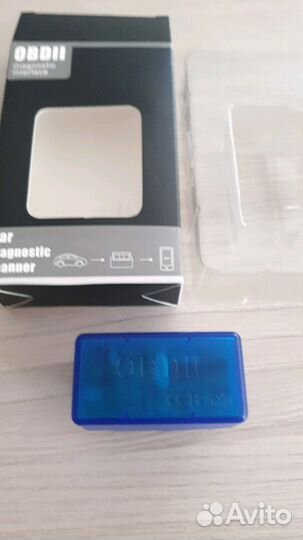 OBDII
Diagnostic
Interface
ar
iagnostic
canner
OBDII
CE
Avito